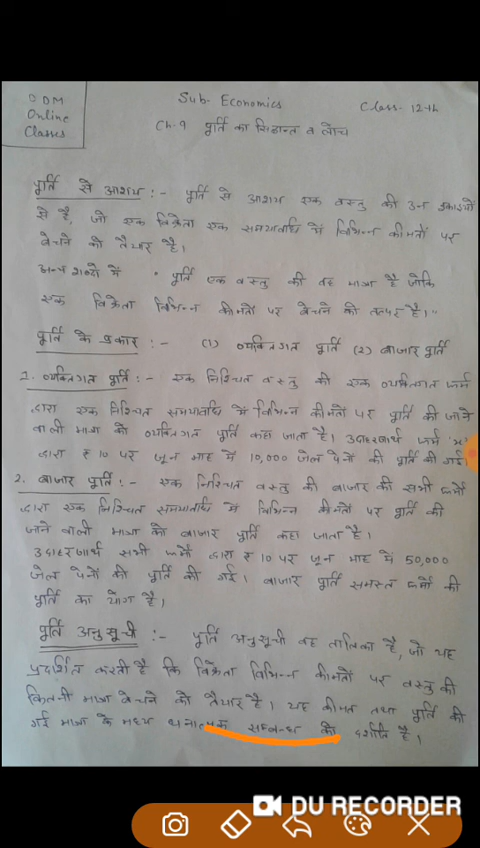 DDM
Online
Classes
Sub- Economics
Class- 12th
Ch-9 पूर्ति का सिद्धान्त व लोच
पूर्ति से आशय :- पूर्ति से आशय एक वस्तु की उन इकाइयों
से है, जो एक विक्रेता एक समयावधि में विभिन्न कीमतों पर
बेचने को तैयार है।
अन्य शब्दों में " पूर्ति एक वस्तु की वह मात्रा है जोकि
एक विक्रेता विभिन्न कीमतों पर बेचने को तत्पर है।"
पूर्ति के प्रकार :- (1) व्यक्तिगत पूर्ति (2) बाजार पूर्ति
1. व्यक्तिगत पूर्ति :- एक निश्चित वस्तु की एक व्यक्तिगत फर्म
द्वारा एक निश्चित समयावधि में विभिन्न कीमतों पर पूर्ति की जाने
वाली मात्रा को व्यक्तिगत पूर्ति कहा जाता है। उदाहरणार्थ फर्म 'x'
द्वारा ₹ 10 पर जून माह में 10,000 जेल पेनों की पूर्ति की गई।
2. बाजार पूर्ति :- एक निश्चित वस्तु की बाजार की सभी फर्मों
द्वारा एक निश्चित समयावधि में विभिन्न कीमतों पर पूर्ति की
जाने वाली मात्रा को बाजार पूर्ति कहा जाता है।
उदाहरणार्थ सभी फर्मों द्वारा ₹ 10 पर जून माह में 50,000
जेल पेनों की पूर्ति की गई। बाजार पूर्ति समस्त फर्मों की
पूर्ति का योग है।
पूर्ति अनुसूची :- पूर्ति अनुसूची वह तालिका है, जो यह
प्रदर्शित करती है कि विक्रेता विभिन्न कीमतों पर वस्तु की
कितनी मात्रा बेचने को तैयार है। यह कीमत तथा पूर्ति की
गई मात्रा के मध्य धनात्मक सम्बन्ध को दर्शाता है।
DU RECORDER